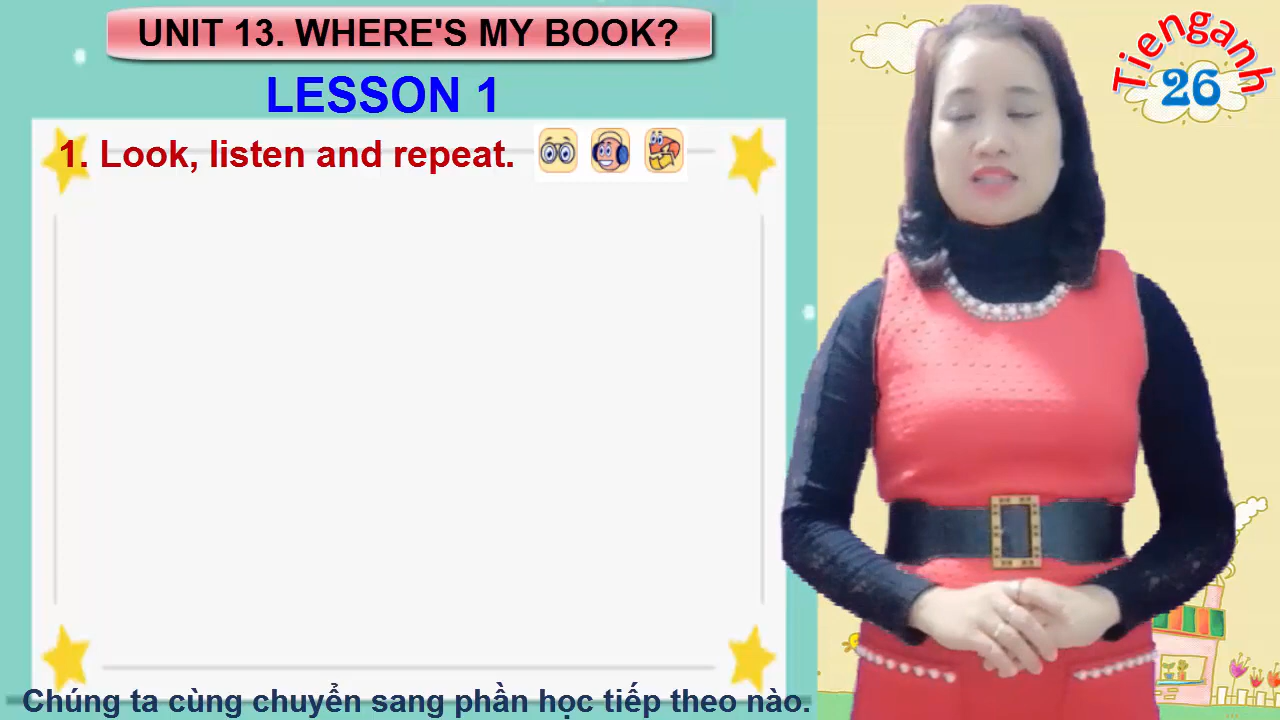 UNIT 13. WHERE'S MY BOOK?
LESSON 1
1. Look, listen and repeat.
Tienganh
26
Chúng ta cùng chuyển sang phần học tiếp theo nào.